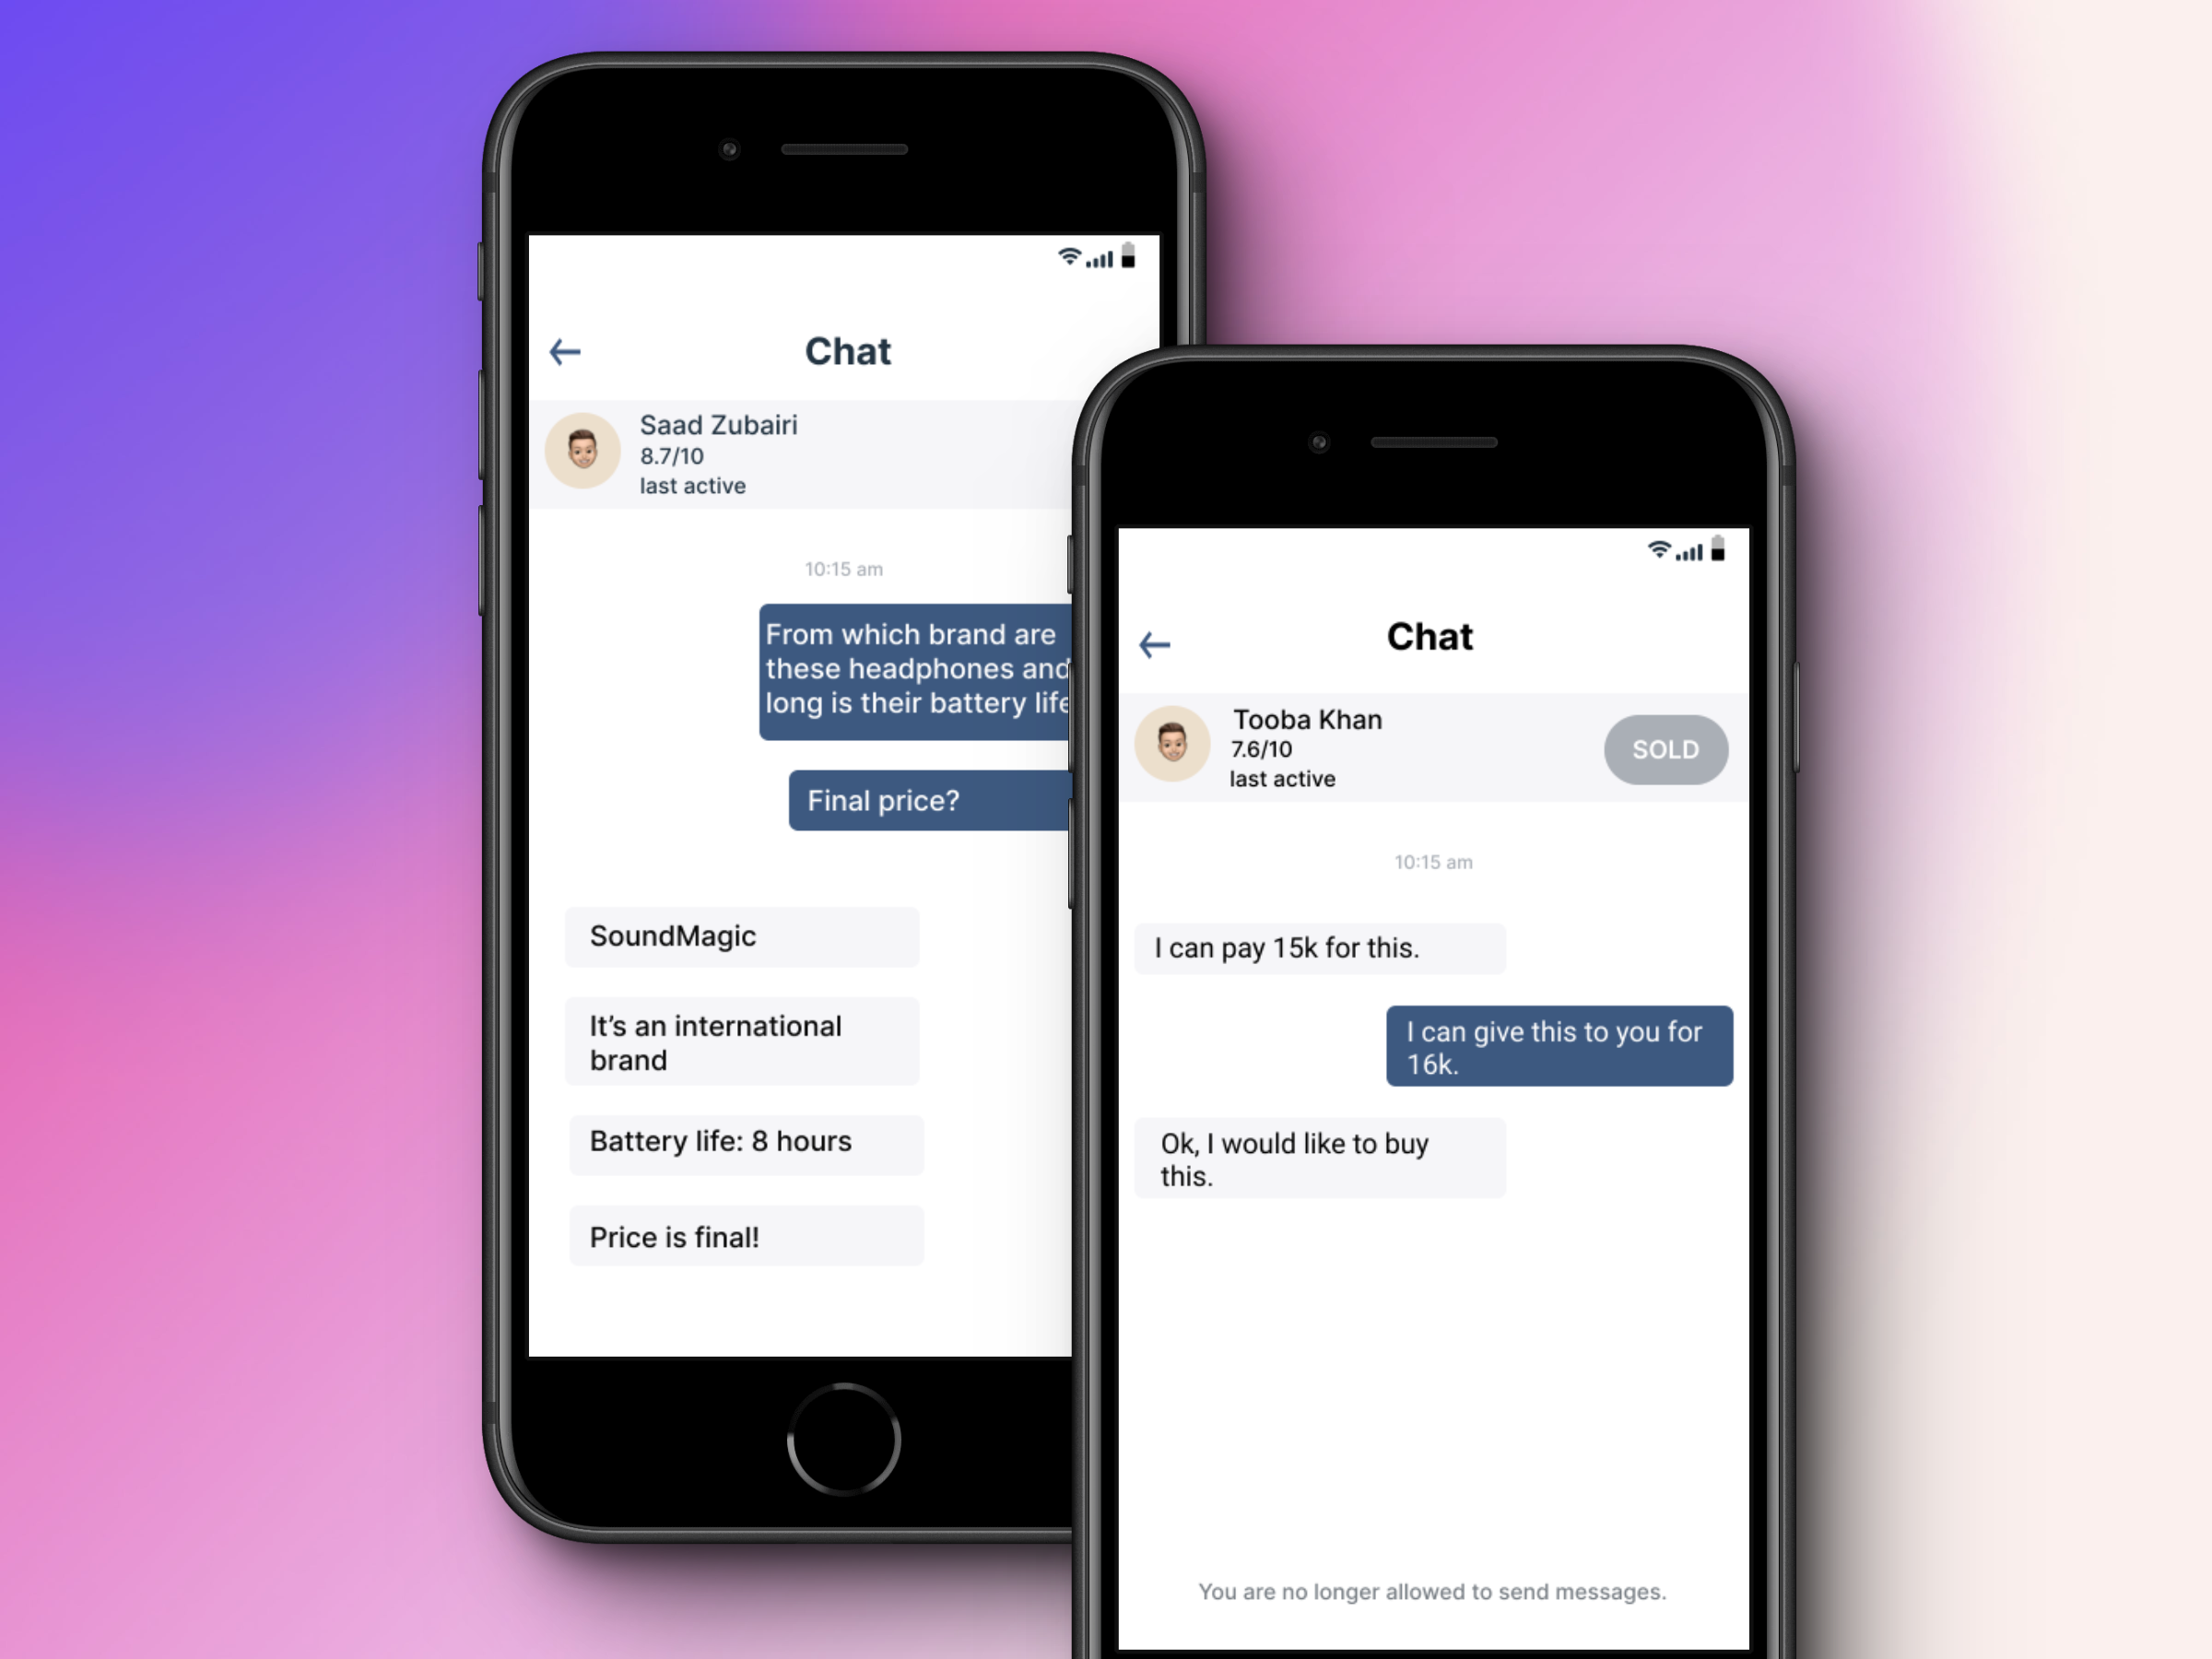 Chat
Saad Zubairi
8.7/10
last active
10:15 am
From which brand are
these headphones and
long is their battery life
Final price?
SoundMagic
It's an international
brand
Battery life: 8 hours
Price is final!
Chat
Tooba Khan
7.6/10
last active
SOLD
10:15 am
I can pay 15k for this.
I can give this to you for
16k.
Ok, I would like to buy
this.
You are no longer allowed to send messages.